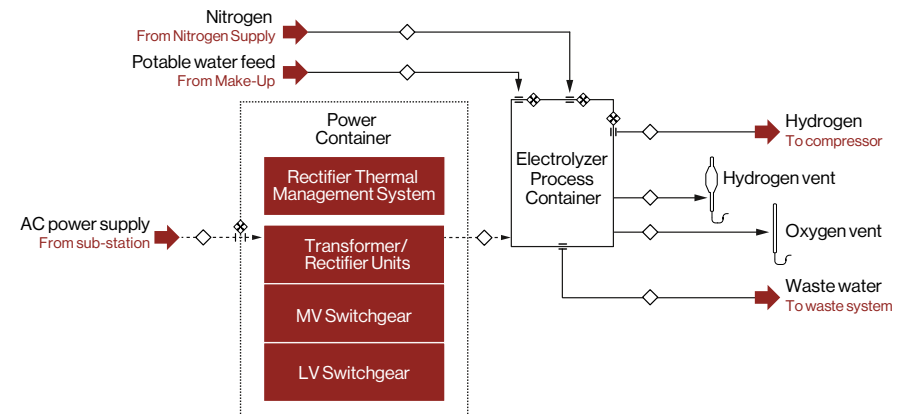 Nitrogen
From Nitrogen Supply
Potable water feed
From Make-Up
Power
Container
Rectifier Thermal
Management System
AC power supply
From sub-station
Transformer/
Rectifier Units
MV Switchgear
LV Switchgear
Electrolyzer
Process
Container
Hydrogen
To compressor
Hydrogen vent
Oxygen vent
Waste water
To waste system